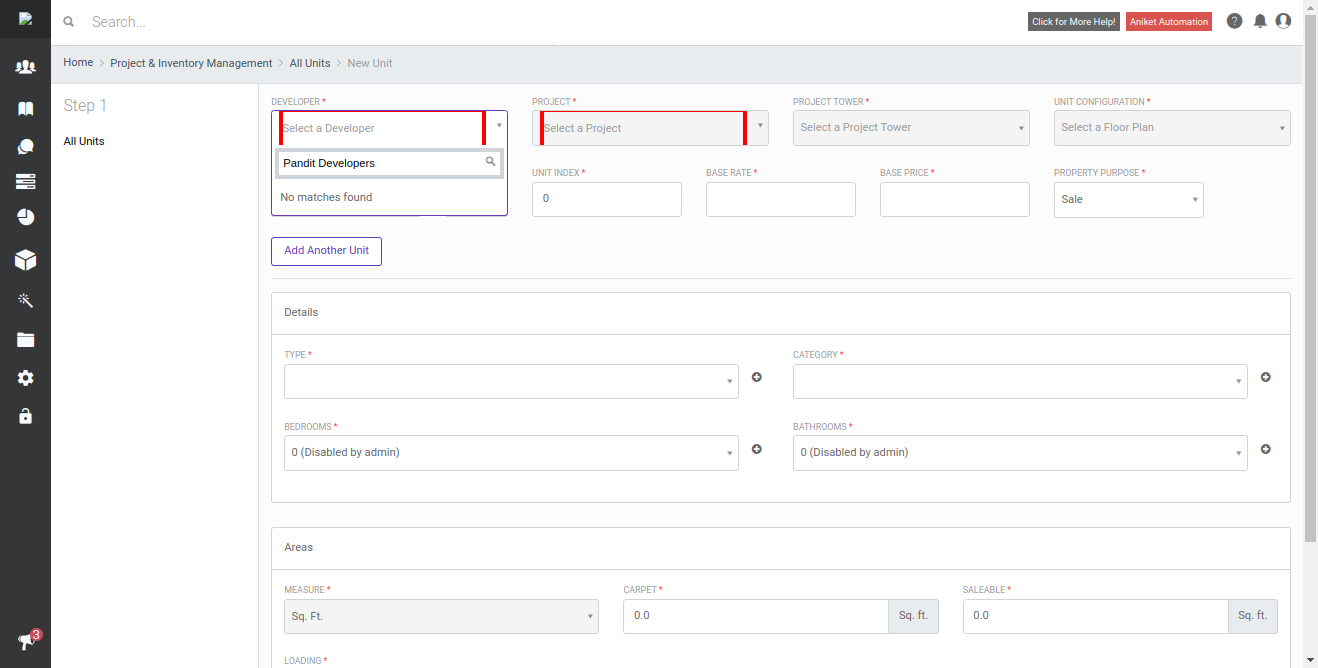 Search...
Click for More Help!
Aniket Automation
Home > Project & Inventory Management > All Units > New Unit
Step 1
All Units
DEVELOPER *
Select a Developer
Pandit Developers
No matches found
PROJECT *
Select a Project
PROJECT TOWER *
Select a Project Tower
UNIT CONFIGURATION *
Select a Floor Plan
UNIT INDEX *
0
BASE RATE *
BASE PRICE *
PROPERTY PURPOSE *
Sale
Add Another Unit
Details
TYPE *
CATEGORY *
BEDROOMS *
0 (Disabled by admin)
BATHROOMS *
0 (Disabled by admin)
Areas
MEASURE *
Sq. Ft.
CARPET *
0.0 Sq. ft.
SALEABLE *
0.0 Sq. ft.
LOADING *
3